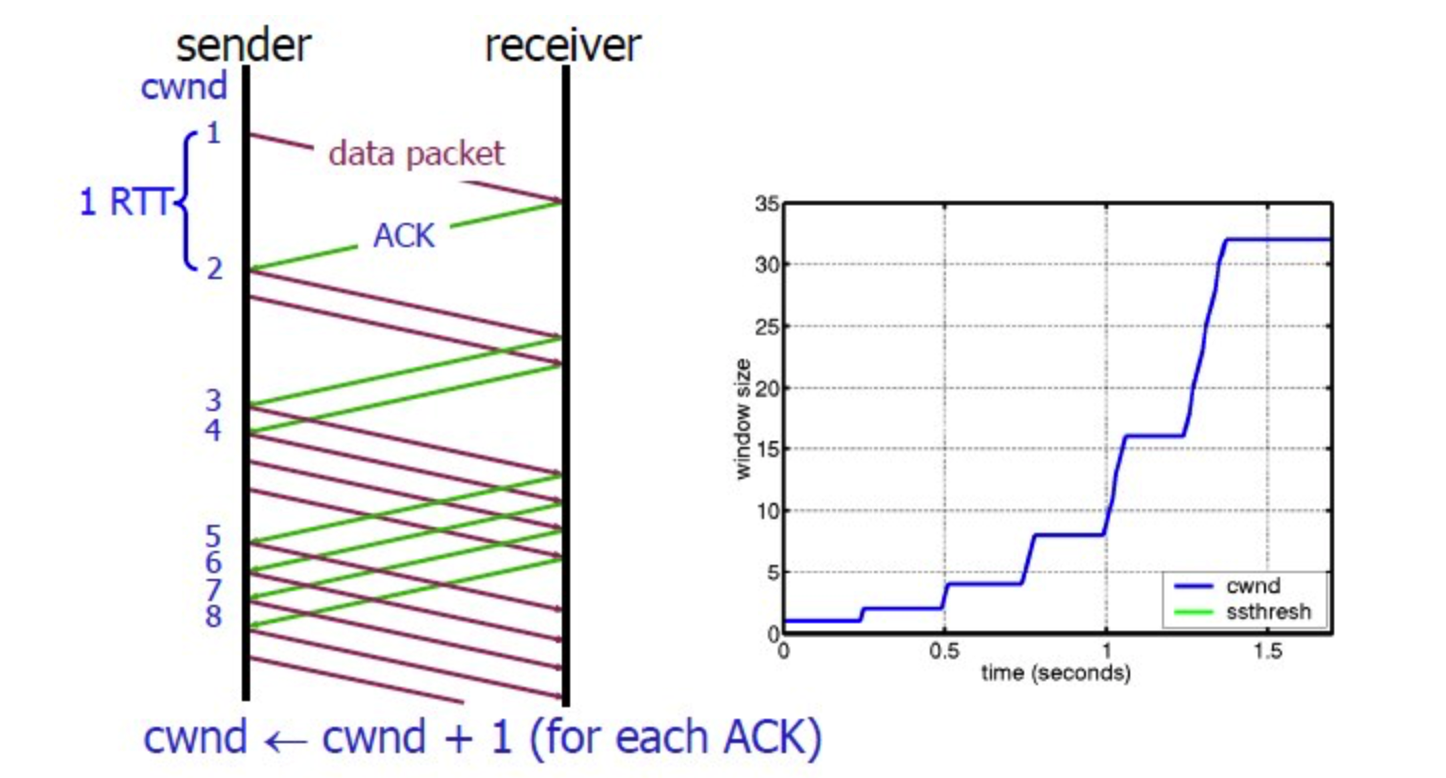 sender
receiver
cwnd
1
data packet
1 RTT
ACK
2
3
4
5
6
7
8
cwnd ← cwnd + 1 (for each ACK)
35
30
25
20
15
10
5
0
window size
0
0.5
1
1.5
time (seconds)
cwnd
ssthresh